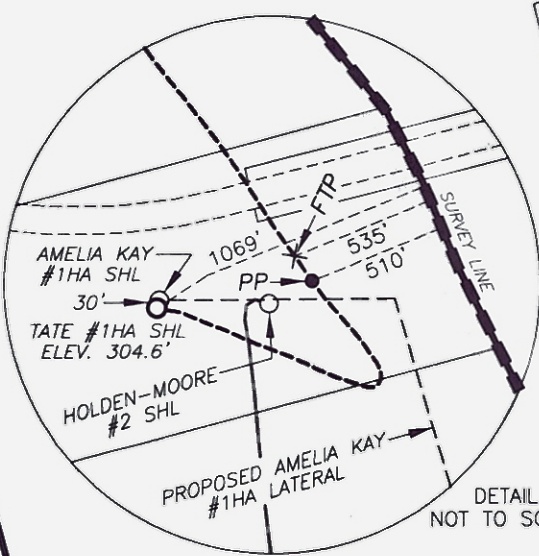 FTP
SURVEY LINE
1069'
535'
510'
AMELIA KAY
#1HA SHL
30'
PP
TATE #1HA SHL
ELEV. 304.6'
HOLDEN-MOORE
#2 SHL
PROPOSED AMELIA KAY
#1HA LATERAL
DETAIL
NOT TO